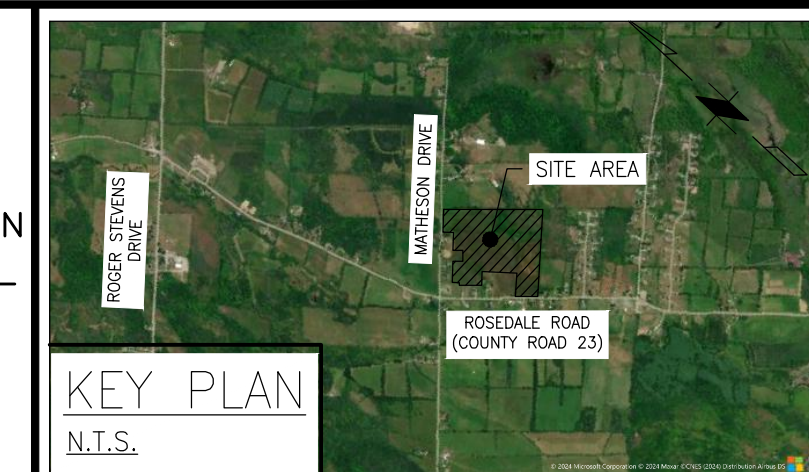 N
ROGER STEVENS
DRIVE
MATHESON DRIVE
SITE AREA
ROSEDALE ROAD
(COUNTY ROAD 23)
KEY PLAN
N.T.S.
© 2024 Microsoft Corporation © 2024 Maxar ©CNES (2024) Distribution Airbus DS